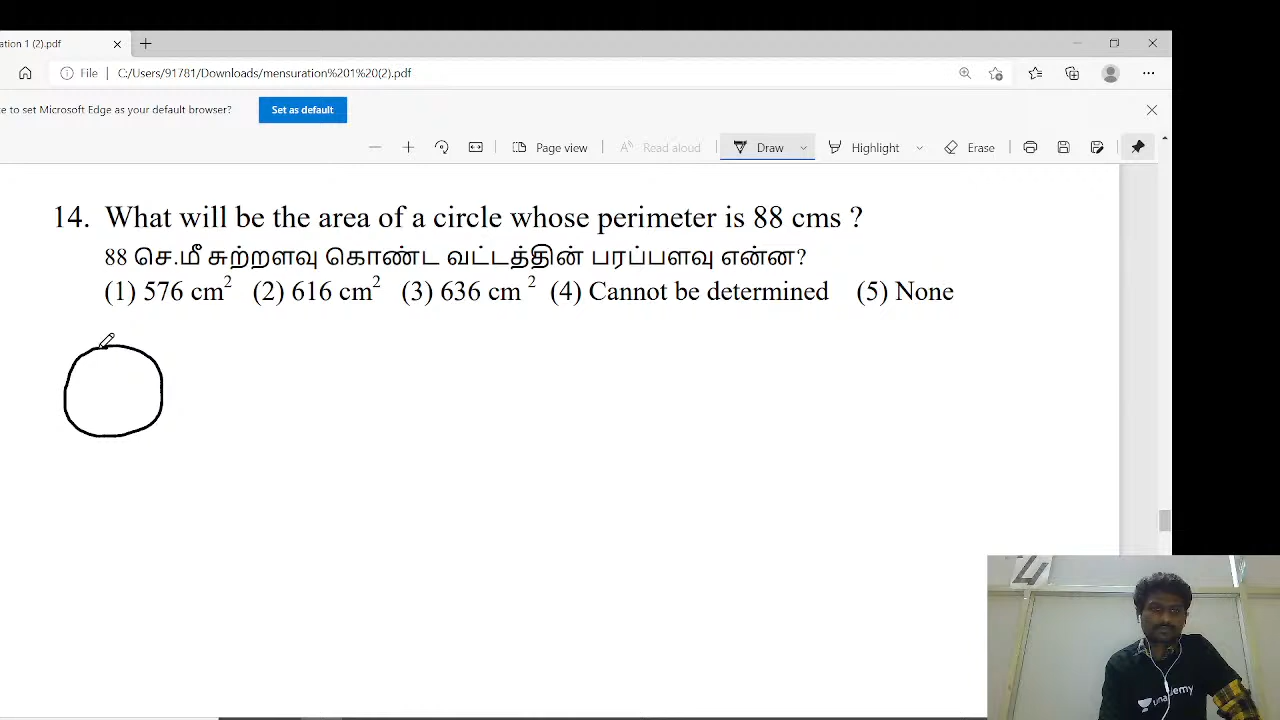 ation 1 (2).pdf
File C:/Users/91781/Downloads/mensuration%201%20(2).pdf
e to set Microsoft Edge as your default browser? Set as default
Page view Read aloud Draw Highlight Erase
14. What will be the area of a circle whose perimeter is 88 cms ?
88 செ.மீ சுற்றளவு கொண்ட வட்டத்தின் பரப்பளவு என்ன?
(1) 576 cm² (2) 616 cm² (3) 636 cm ² (4) Cannot be determined (5) None
unacademy